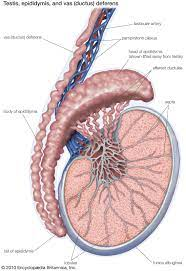 Testis, epididymis, and vas (ductus) deferens
testicular artery
vas (ductus) deferens
pampiniform plexus
head of epididymis
(shown lifted away from testis)
efferent ductules
septa
body of epididymis
tail of epididymis
lobules
tunica albuginea
© 2010 Encyclopædia Britannica, Inc.